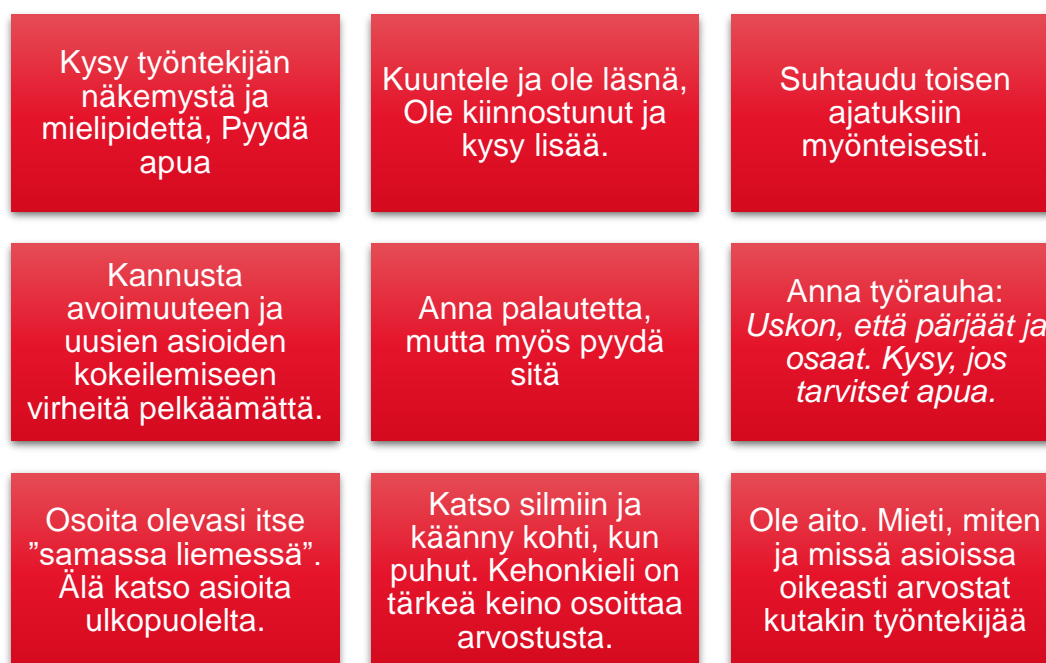 Kysy työntekijän
näkemystä ja
mielipidettä, Pyydä
apua
Kuuntele ja ole läsnä,
Ole kiinnostunut ja
kysy lisää.
Suhtaudu toisen
ajatuksiin
myönteisesti.
Kannusta
avoimuuteen ja
uusien asioiden
kokeilemiseen
virheitä pelkäämättä.
Anna palautetta,
mutta myös pyydä
sitä
Anna työrauha:
Uskon, että pärjäät ja
osaat. Kysy, jos
tarvitset apua.
Osoita olevasi itse
”samassa liemessä”.
Älä katso asioita
ulkopuolelta.
Katso silmiin ja
käänny kohti, kun
puhut. Kehonkieli on
tärkeä keino osoittaa
arvostusta.
Ole aito. Mieti, miten
ja missä asioissa
oikeasti arvostat
kutakin työntekijää